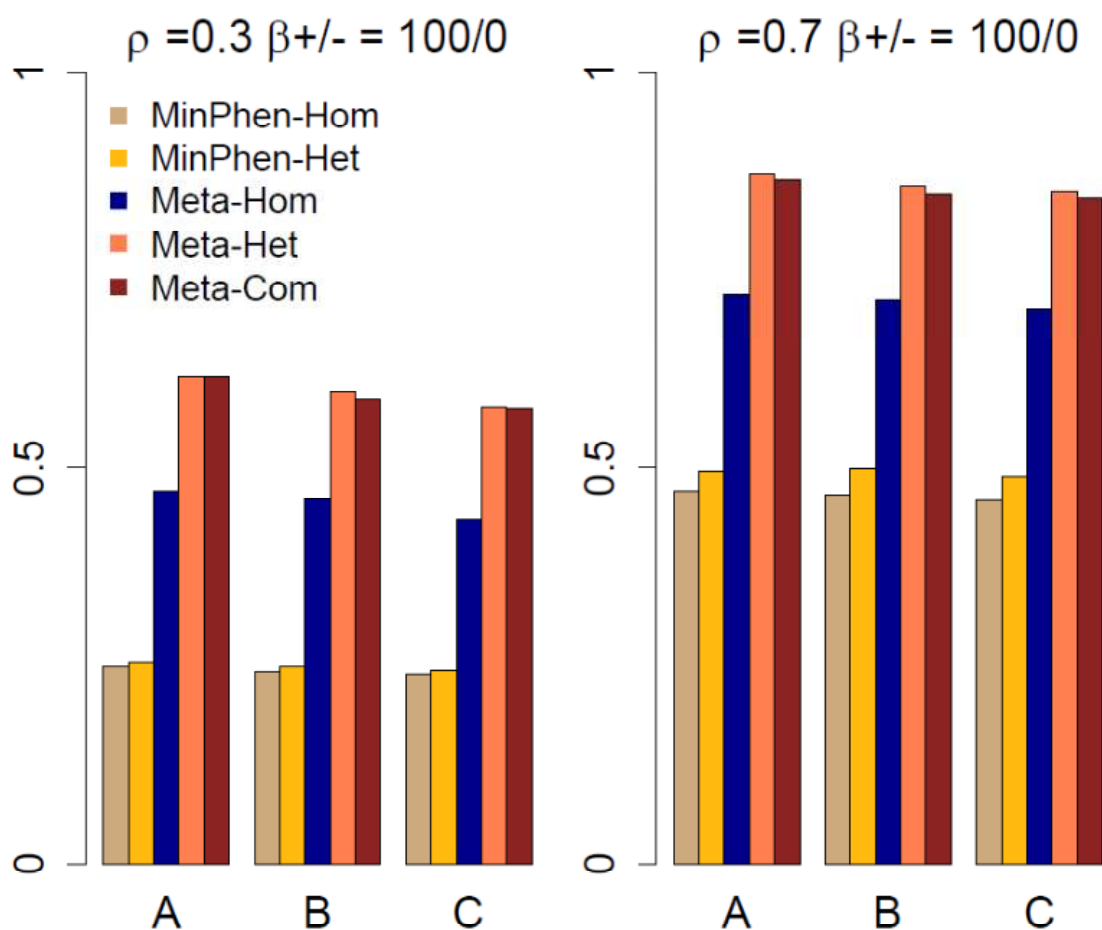 ρ =0.3 β+/- = 100/0
1
0.5
0
MinPhen-Hom
MinPhen-Het
Meta-Hom
Meta-Het
Meta-Com
A B C
ρ =0.7 β+/- = 100/0
1
0.5
0
A B C